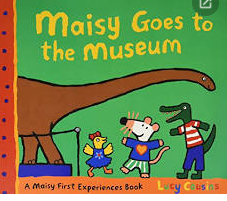 Maisy Goes to
the Museum
A Maisy First Experiences Book
Lucy Cousins